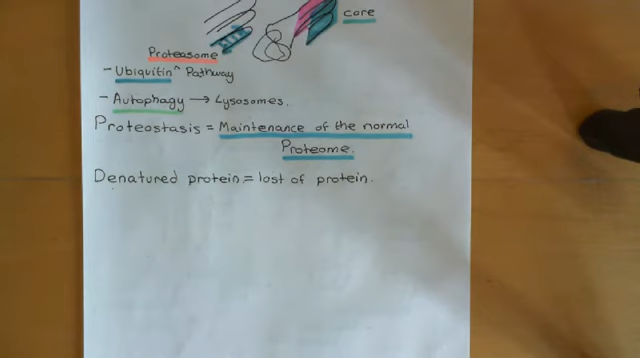 core
Proteasome
- Ubiquitin ^ Pathway
- Autophagy → Lysosomes.
Proteostasis = Maintenance of the normal
Proteome.
Denatured protein = lost of protein.